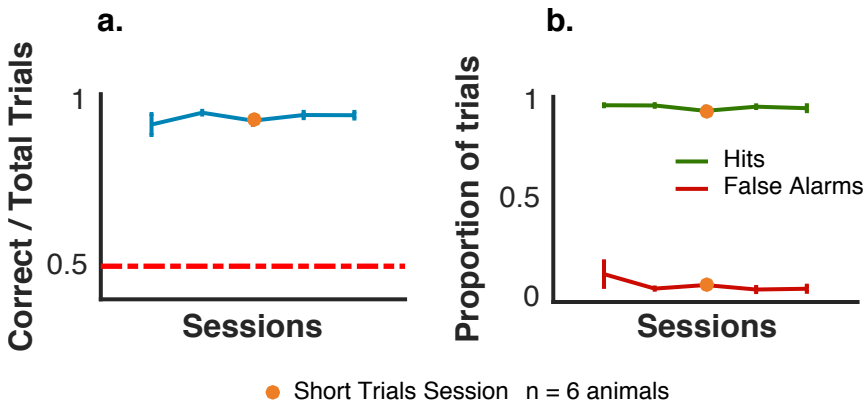 a.
Correct / Total Trials
1
0.5
Sessions
b.
Proportion of trials
1
0.5
0
Hits
False Alarms
Sessions
Short Trials Session n = 6 animals